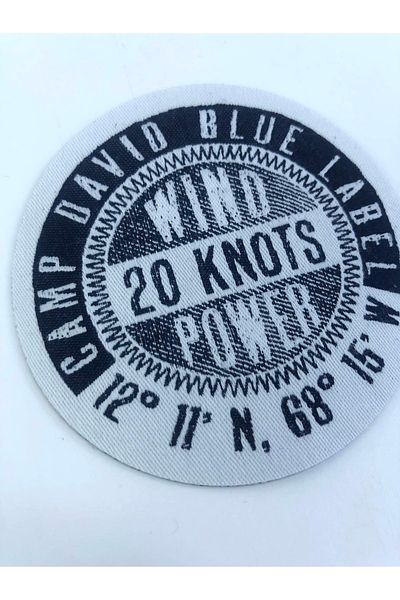 CAMP DAVID BLUE LABEL
WIND
20 KNOTS
POWER
12° 11' N, 68° 15' W